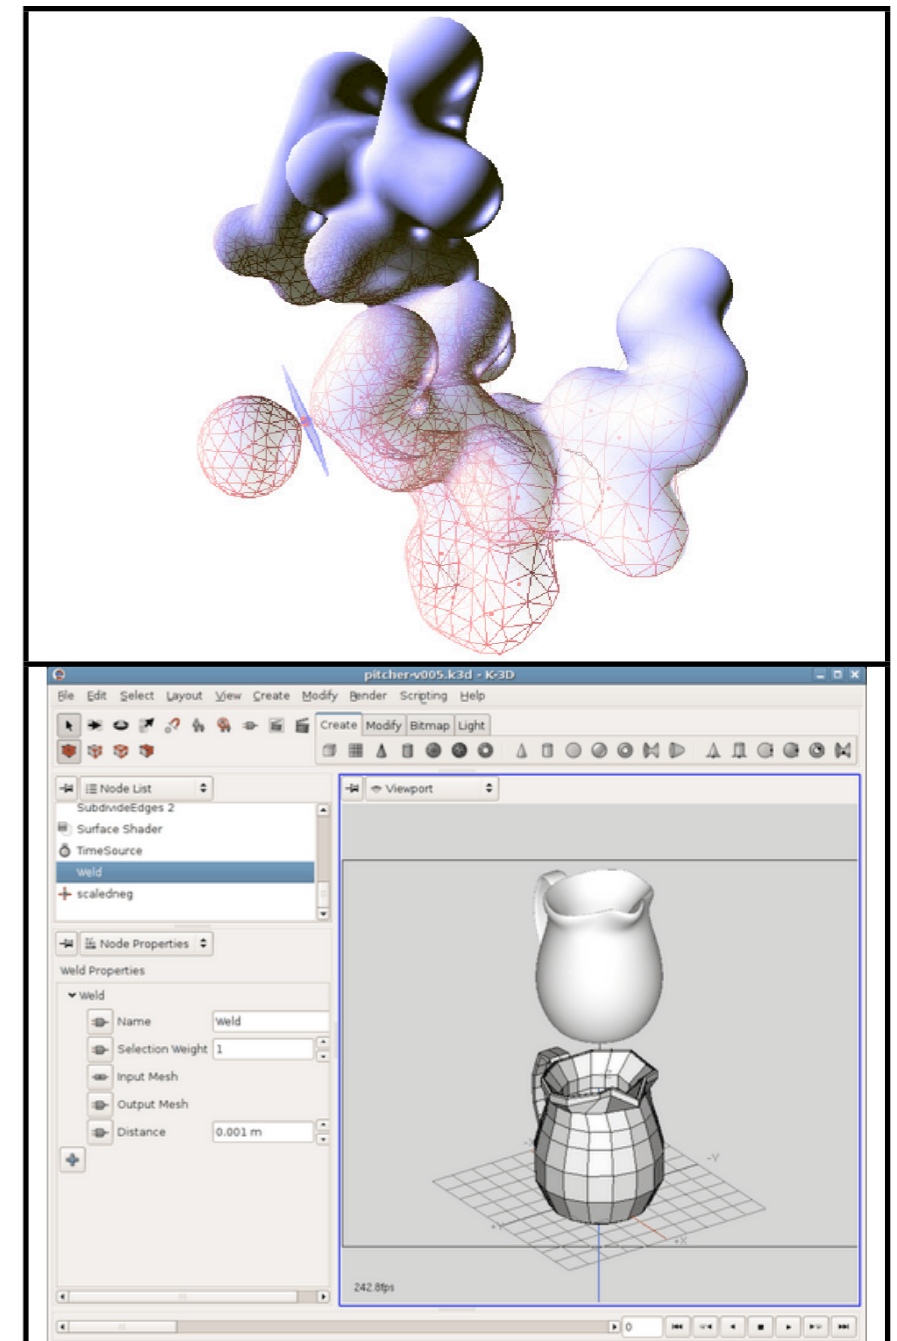 pitcher-v005.k3d - K-3D
File Edit Select Layout View Create Modify Render Scripting Help
Create Modify Bitmap Light
Node List
Viewport
SubdivideEdges 2
Surface Shader
TimeSource
Weld
scaledneg
Node Properties
Weld Properties
Weld
Name Weld
Selection Weight 1
Input Mesh
Output Mesh
Distance 0.001 m
-Y
-X
242.8fps
0